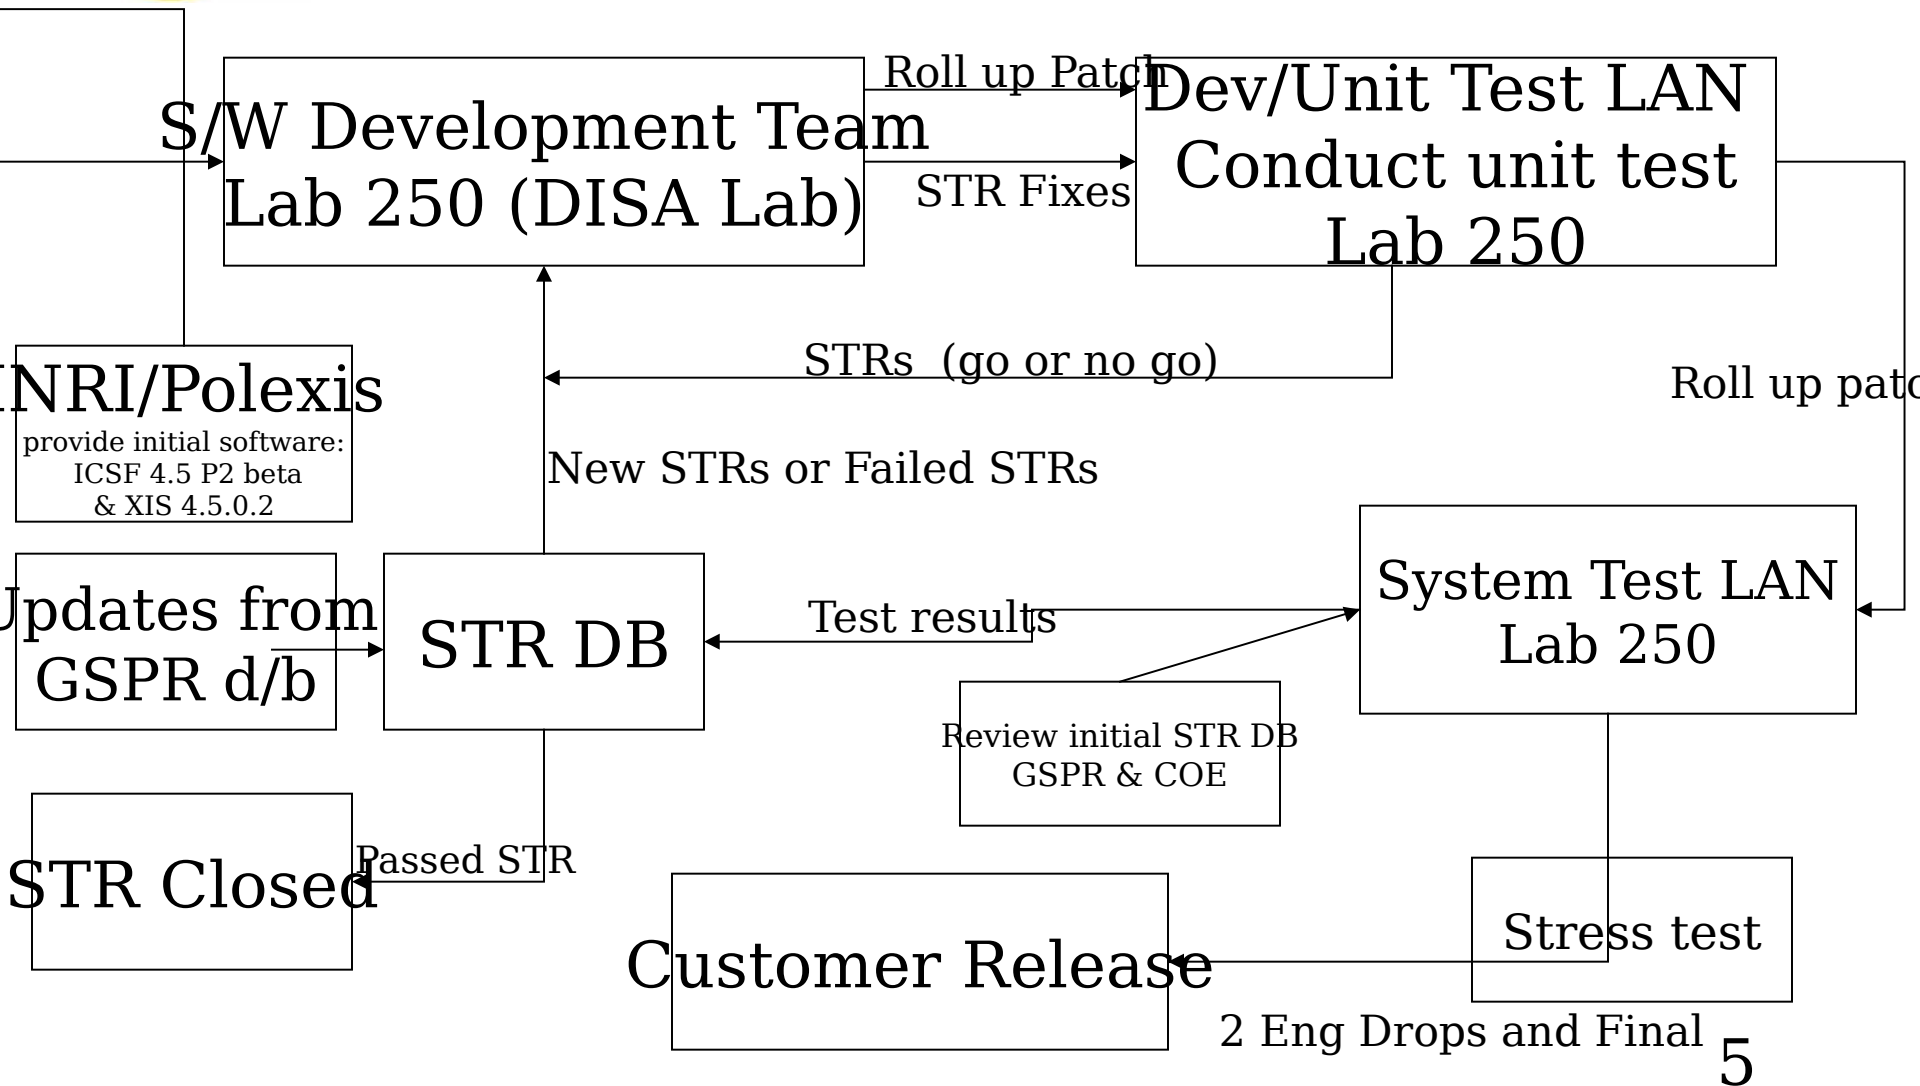 Roll up Patch
S/W Development Team
Lab 250 (DISA Lab)
Dev/Unit Test LAN
Conduct unit test
Lab 250
STR Fixes
STRs  (go or no go)
INRI/Polexis
provide initial software:
ICSF 4.5 P2 beta
& XIS 4.5.0.2
Roll up patc
New STRs or Failed STRs
System Test LAN
Lab 250
Updates from
GSPR d/b
STR DB
Test results
Review initial STR DB
GSPR & COE
STR Closed
Passed STR
Customer Release
Stress test
2 Eng Drops and Final
5